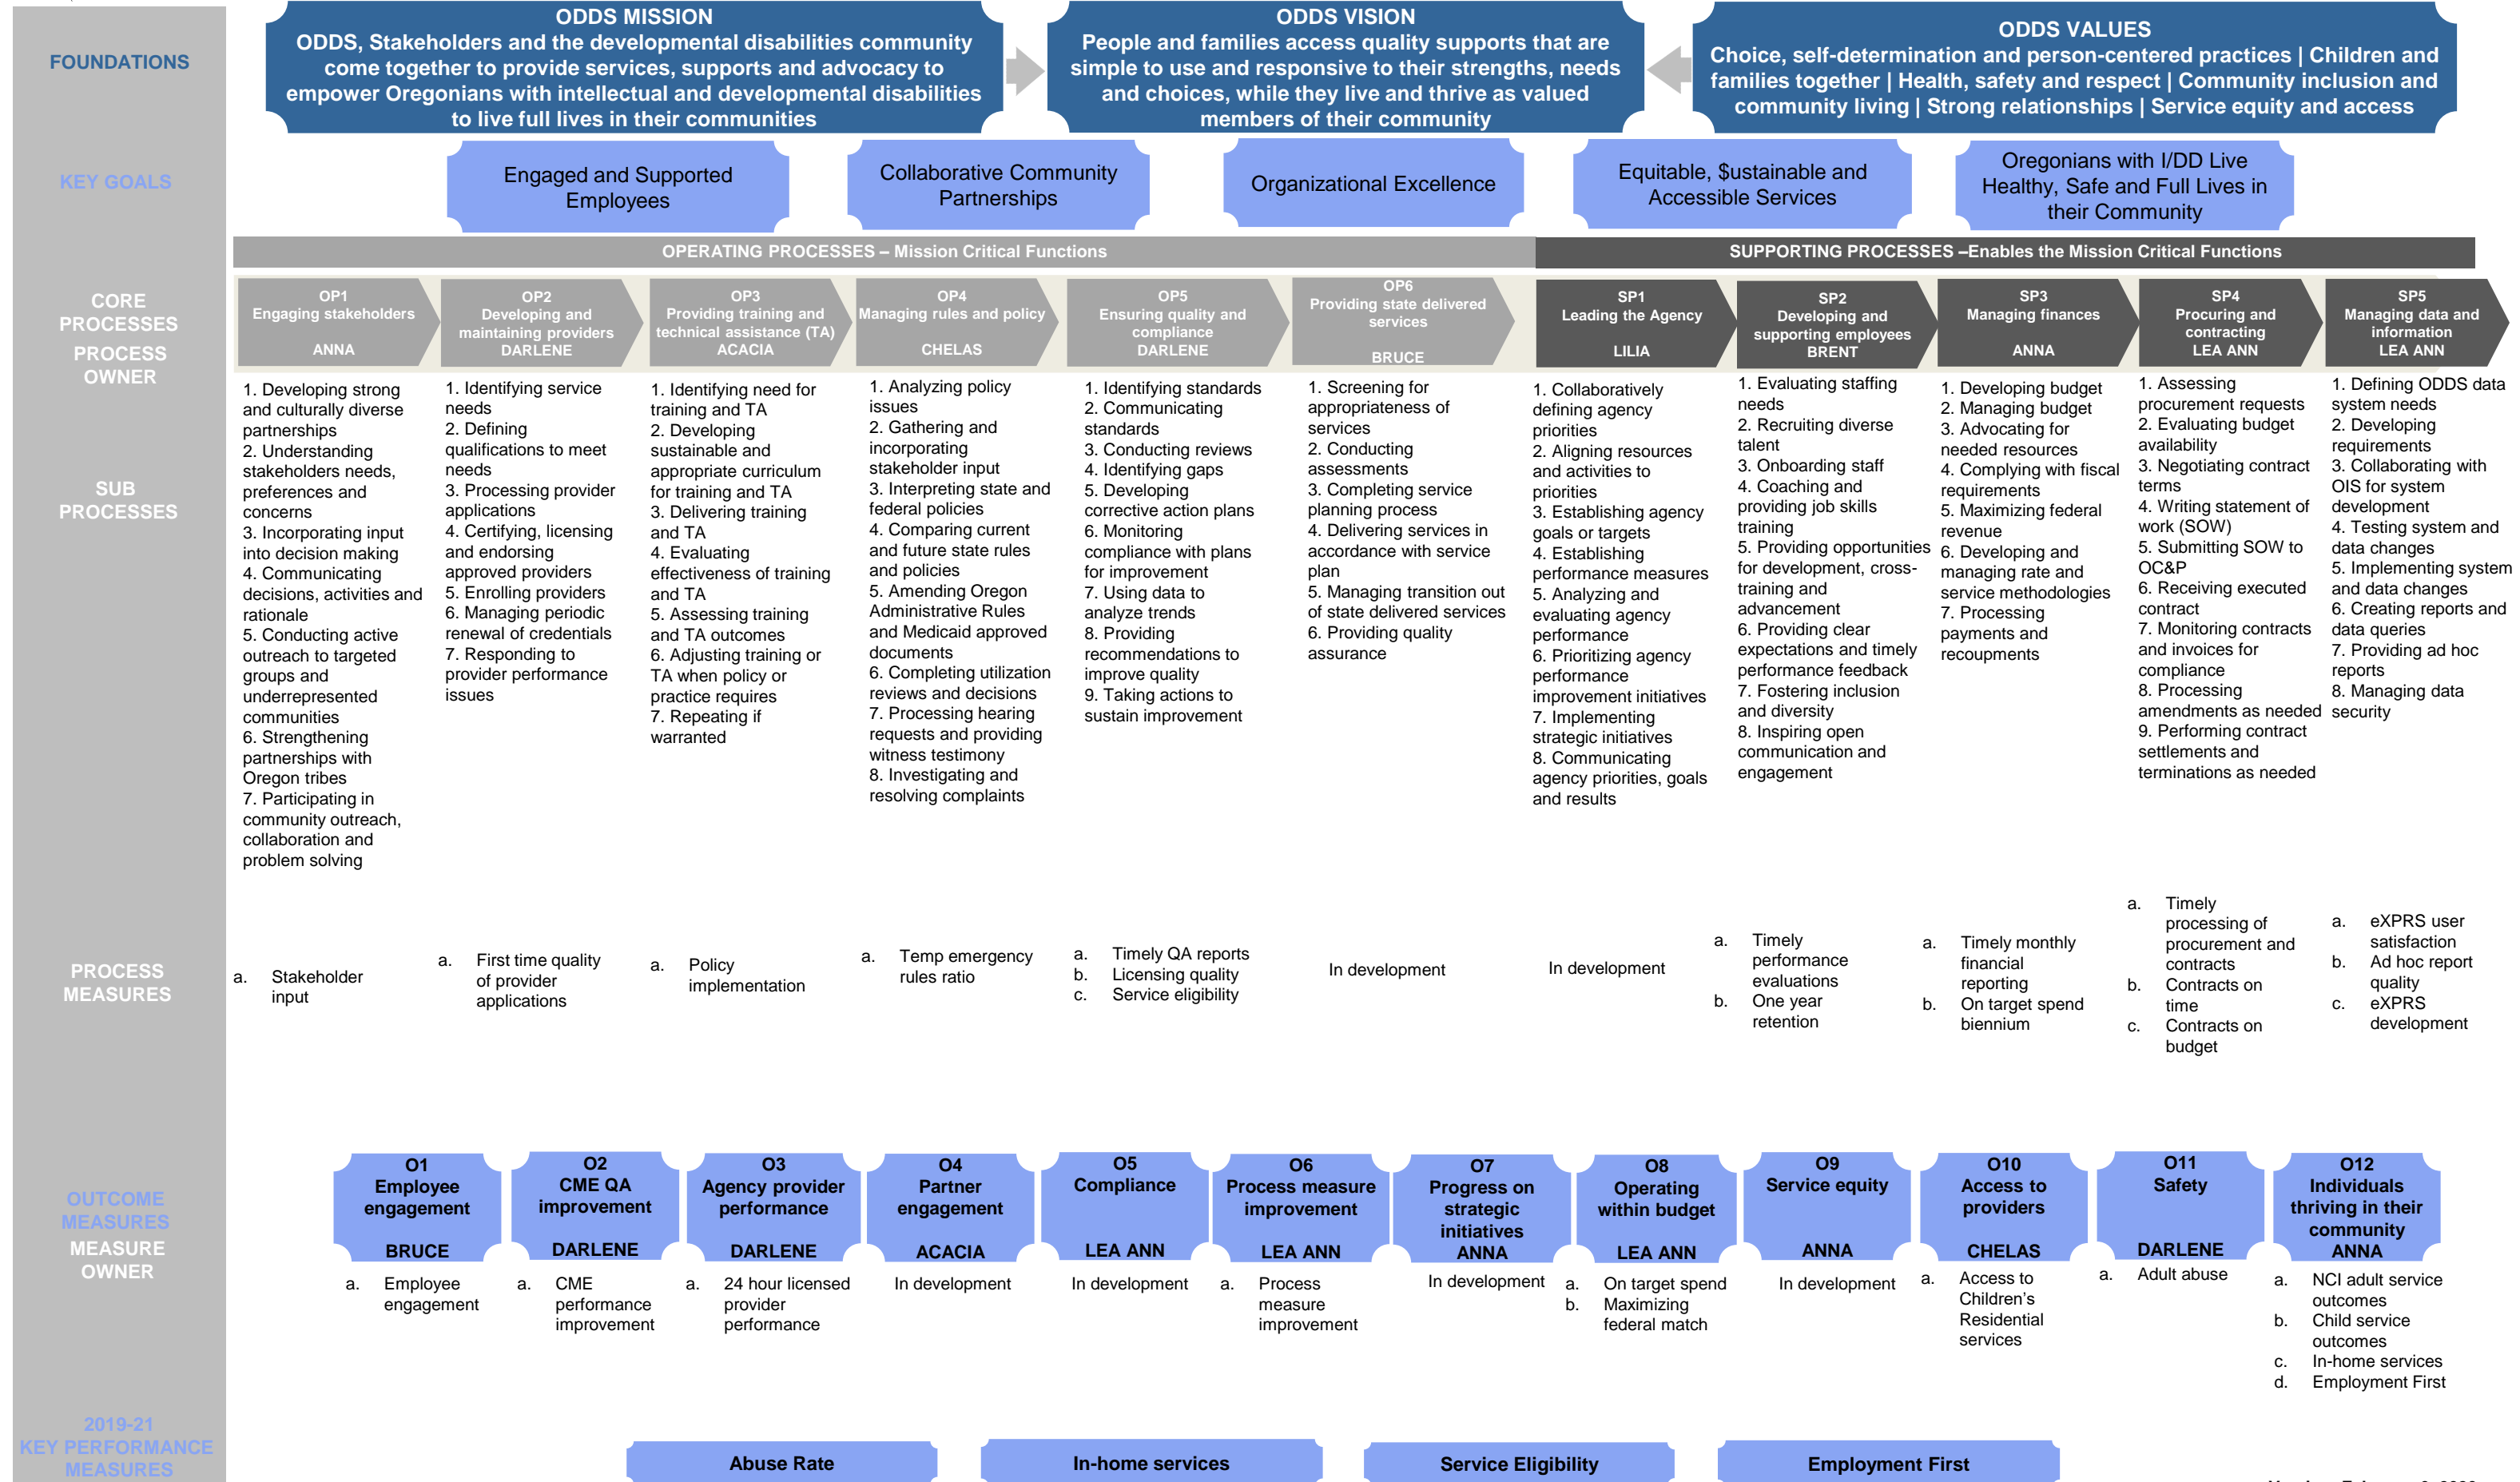 FOUNDATIONS
ODDS MISSION
ODDS, Stakeholders and the developmental disabilities community
come together to provide services, supports and advocacy to
empower Oregonians with intellectual and developmental disabilities
to live full lives in their communities
ODDS VISION
People and families access quality supports that are
simple to use and responsive to their strengths, needs
and choices, while they live and thrive as valued
members of their community
ODDS VALUES
Choice, self-determination and person-centered practices | Children and
families together | Health, safety and respect | Community inclusion and
community living | Strong relationships | Service equity and access
KEY GOALS
Engaged and Supported
Employees
Collaborative Community
Partnerships
Organizational Excellence
Equitable, $ustainable and
Accessible Services
Oregonians with I/DD Live
Healthy, Safe and Full Lives in
their Community
OPERATING PROCESSES – Mission Critical Functions
SUPPORTING PROCESSES –Enables the Mission Critical Functions
CORE
PROCESSES
PROCESS
OWNER
OP1
Engaging stakeholders
ANNA
OP2
Developing and
maintaining providers
DARLENE
OP3
Providing training and
technical assistance (TA)
ACACIA
OP4
Managing rules and policy
CHELAS
OP5
Ensuring quality and
compliance
DARLENE
OP6
Providing state delivered
services
BRUCE
SP1
Leading the Agency
LILIA
SP2
Developing and
supporting employees
BRENT
SP3
Managing finances
ANNA
SP4
Procuring and
contracting
LEA ANN
SP5
Managing data and
information
LEA ANN
SUB
PROCESSES
1. Developing strong
and culturally diverse
partnerships
2. Understanding
stakeholders needs,
preferences and
concerns
3. Incorporating input
into decision making
4. Communicating
decisions, activities and
rationale
5. Conducting active
outreach to targeted
groups and
underrepresented
communities
6. Strengthening
partnerships with
Oregon tribes
7. Participating in
community outreach,
collaboration and
problem solving
1. Identifying service
needs
2. Defining
qualifications to meet
needs
3. Processing provider
applications
4. Certifying, licensing
and endorsing
approved providers
5. Enrolling providers
6. Managing periodic
renewal of credentials
7. Responding to
provider performance
issues
1. Identifying need for
training and TA
2. Developing
sustainable and
appropriate curriculum
for training and TA
3. Delivering training
and TA
4. Evaluating
effectiveness of training
and TA
5. Assessing training
and TA outcomes
6. Adjusting training or
TA when policy or
practice requires
7. Repeating if
warranted
1. Analyzing policy
issues
2. Gathering and
incorporating
stakeholder input
3. Interpreting state and
federal policies
4. Comparing current
and future state rules
and policies
5. Amending Oregon
Administrative Rules
and Medicaid approved
documents
6. Completing utilization
reviews and decisions
7. Processing hearing
requests and providing
witness testimony
8. Investigating and
resolving complaints
1. Identifying standards
2. Communicating
standards
3. Conducting reviews
4. Identifying gaps
5. Developing
corrective action plans
6. Monitoring
compliance with plans
for improvement
7. Using data to
analyze trends
8. Providing
recommendations to
improve quality
9. Taking actions to
sustain improvement
1. Screening for
appropriateness of
services
2. Conducting
assessments
3. Completing service
planning process
4. Delivering services in
accordance with service
plan
5. Managing transition out
of state delivered services
6. Providing quality
assurance
1. Collaboratively
defining agency
priorities
2. Aligning resources
and activities to
priorities
3. Establishing agency
goals or targets
4. Establishing
performance measures
5. Analyzing and
evaluating agency
performance
6. Prioritizing agency
performance
improvement initiatives
7. Implementing
strategic initiatives
8. Communicating
agency priorities, goals
and results
1. Evaluating staffing
needs
2. Recruiting diverse
talent
3. Onboarding staff
4. Coaching and
providing job skills
training
5. Providing opportunities
for development, cross-
training and
advancement
6. Providing clear
expectations and timely
performance feedback
7. Fostering inclusion
and diversity
8. Inspiring open
communication and
engagement
1. Developing budget
2. Managing budget
3. Advocating for
needed resources
4. Complying with fiscal
requirements
5. Maximizing federal
revenue
6. Developing and
managing rate and
service methodologies
7. Processing
payments and
recoupments
1. Assessing
procurement requests
2. Evaluating budget
availability
3. Negotiating contract
terms
4. Writing statement of
work (SOW)
5. Submitting SOW to
OC&P
6. Receiving executed
contract
7. Monitoring contracts
and invoices for
compliance
8. Processing
amendments as needed
9. Performing contract
settlements and
terminations as needed
1. Defining ODDS data
system needs
2. Developing
requirements
3. Collaborating with
OIS for system
development
4. Testing system and
data changes
5. Implementing system
and data changes
6. Creating reports and
data queries
7. Providing ad hoc
reports
8. Managing data
security
PROCESS
MEASURES
a. Stakeholder
input
a. First time quality
of provider
applications
a. Policy
implementation
a. Temp emergency
rules ratio
a. Timely QA reports
b. Licensing quality
c. Service eligibility
In development
In development
a. Timely
performance
evaluations
b. One year
retention
a. Timely monthly
financial
reporting
b. On target spend
biennium
a. Timely
processing of
procurement and
contracts
b. Contracts on
time
c. Contracts on
budget
a. eXPRS user
satisfaction
b. Ad hoc report
quality
c. eXPRS
development
OUTCOME
MEASURES
MEASURE
OWNER
O1
Employee
engagement
BRUCE
O2
CME QA
improvement
DARLENE
O3
Agency provider
performance
DARLENE
O4
Partner
engagement
ACACIA
O5
Compliance
LEA ANN
O6
Process measure
improvement
LEA ANN
O7
Progress on
strategic
initiatives
ANNA
O8
Operating
within budget
LEA ANN
O9
Service equity
ANNA
O10
Access to
providers
CHELAS
O11
Safety
DARLENE
O12
Individuals
thriving in their
community
ANNA
a. Employee
engagement
a. CME
performance
improvement
a. 24 hour licensed
provider
performance
In development
In development
a. Process
measure
improvement
In development
a. On target spend
b. Maximizing
federal match
In development
a. Access to
Children's
Residential
services
a. Adult abuse
a. NCI adult service
outcomes
b. Child service
outcomes
c. In-home services
d. Employment First
2019-21
KEY PERFORMANCE
MEASURES
Abuse Rate
In-home services
Service Eligibility
Employment First